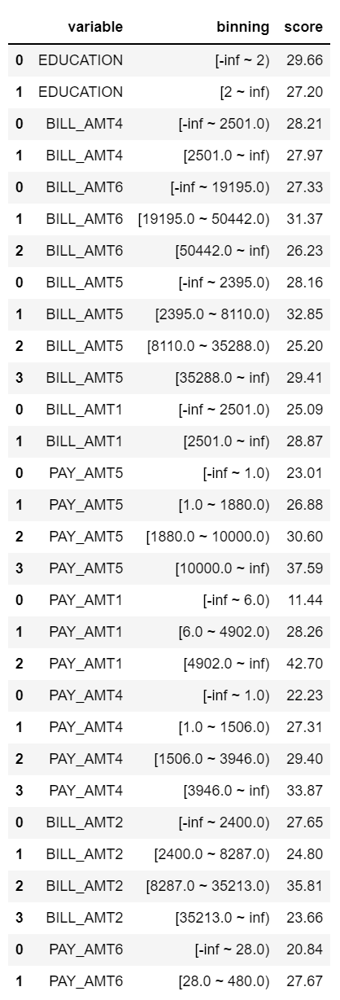 variable binning score
0 EDUCATION [-inf ~ 2) 29.66
1 EDUCATION [2 ~ inf) 27.20
0 BILL_AMT4 [-inf ~ 2501.0) 28.21
1 BILL_AMT4 [2501.0 ~ inf) 27.97
0 BILL_AMT6 [-inf ~ 19195.0) 27.33
1 BILL_AMT6 [19195.0 ~ 50442.0) 31.37
2 BILL_AMT6 [50442.0 ~ inf) 26.23
0 BILL_AMT5 [-inf ~ 2395.0) 28.16
1 BILL_AMT5 [2395.0 ~ 8110.0) 32.85
2 BILL_AMT5 [8110.0 ~ 35288.0) 25.20
3 BILL_AMT5 [35288.0 ~ inf) 29.41
0 BILL_AMT1 [-inf ~ 2501.0) 25.09
1 BILL_AMT1 [2501.0 ~ inf) 28.87
0 PAY_AMT5 [-inf ~ 1.0) 23.01
1 PAY_AMT5 [1.0 ~ 1880.0) 26.88
2 PAY_AMT5 [1880.0 ~ 10000.0) 30.60
3 PAY_AMT5 [10000.0 ~ inf) 37.59
0 PAY_AMT1 [-inf ~ 6.0) 11.44
1 PAY_AMT1 [6.0 ~ 4902.0) 28.26
2 PAY_AMT1 [4902.0 ~ inf) 42.70
0 PAY_AMT4 [-inf ~ 1.0) 22.23
1 PAY_AMT4 [1.0 ~ 1506.0) 27.31
2 PAY_AMT4 [1506.0 ~ 3946.0) 29.40
3 PAY_AMT4 [3946.0 ~ inf) 33.87
0 BILL_AMT2 [-inf ~ 2400.0) 27.65
1 BILL_AMT2 [2400.0 ~ 8287.0) 24.80
2 BILL_AMT2 [8287.0 ~ 35213.0) 35.81
3 BILL_AMT2 [35213.0 ~ inf) 23.66
0 PAY_AMT6 [-inf ~ 28.0) 20.84
1 PAY_AMT6 [28.0 ~ 480.0) 27.67